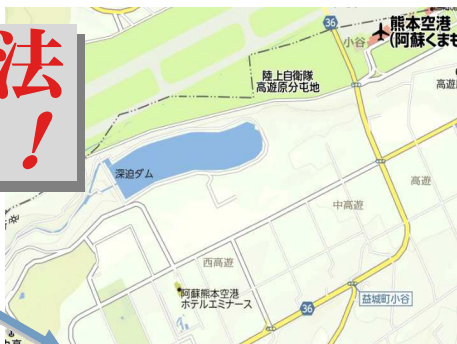 法
!
36
熊本空港
(阿蘇くまも
小谷
陸上自衛隊
高遊原分屯地
高遊原
深迫ダム
高遊
中高遊
西高遊
阿蘇熊本空港
ホテルエミナース
36
益城町小谷